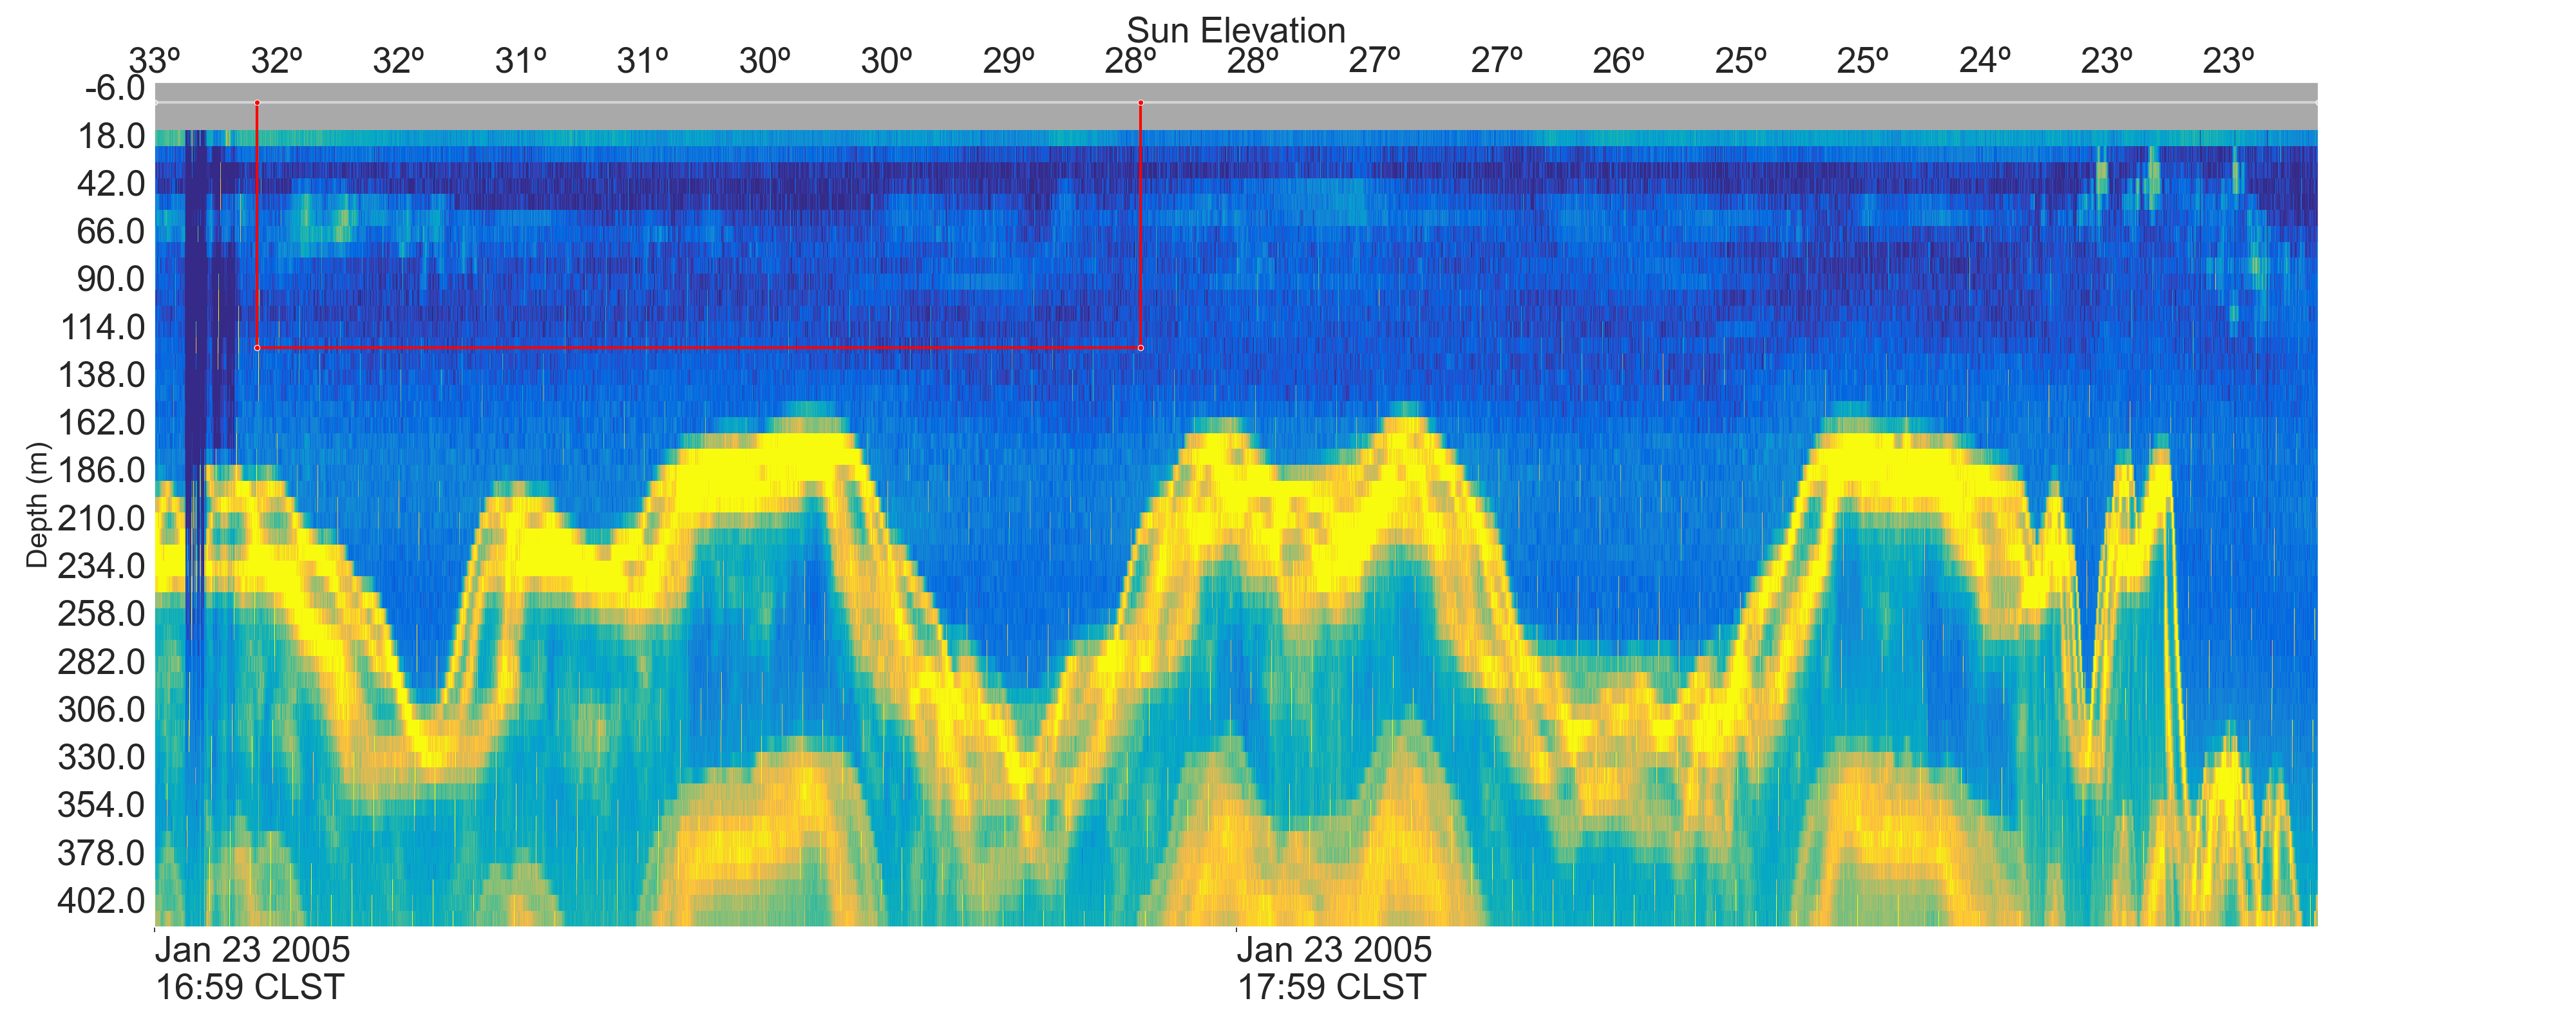 Sun Elevation
33º 32º 32º 31º 31º 30º 30º 29º 28º 28º 27º 27º 26º 25º 25º 24º 23º 23º
-6.0
18.0
42.0
66.0
90.0
114.0
138.0
162.0
186.0
210.0
234.0
258.0
282.0
306.0
330.0
354.0
378.0
402.0
Depth (m)
Jan 23 2005
16:59 CLST
Jan 23 2005
17:59 CLST